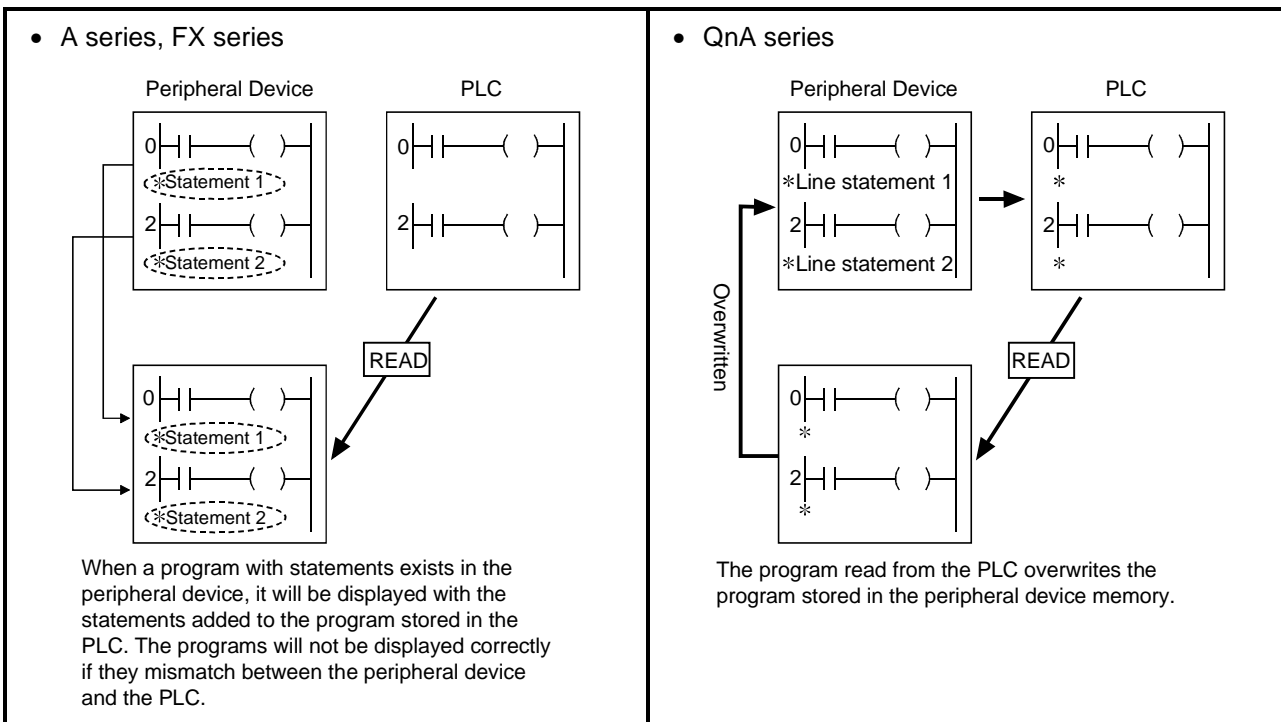 • A series, FX series
Peripheral Device PLC
0 ( ) 0 ( )
*Statement 1
2 ( ) 2 ( )
*Statement 2
READ
0 ( )
*Statement 1
2 ( )
*Statement 2
When a program with statements exists in the
peripheral device, it will be displayed with the
statements added to the program stored in the
PLC. The programs will not be displayed correctly
if they mismatch between the peripheral device
and the PLC.
• QnA series
Peripheral Device PLC
0 ( ) 0 ( )
*Line statement 1 *
2 ( ) 2 ( )
*Line statement 2 *
Overwritten
READ
0 ( )
*
2 ( )
*
The program read from the PLC overwrites the
program stored in the peripheral device memory.